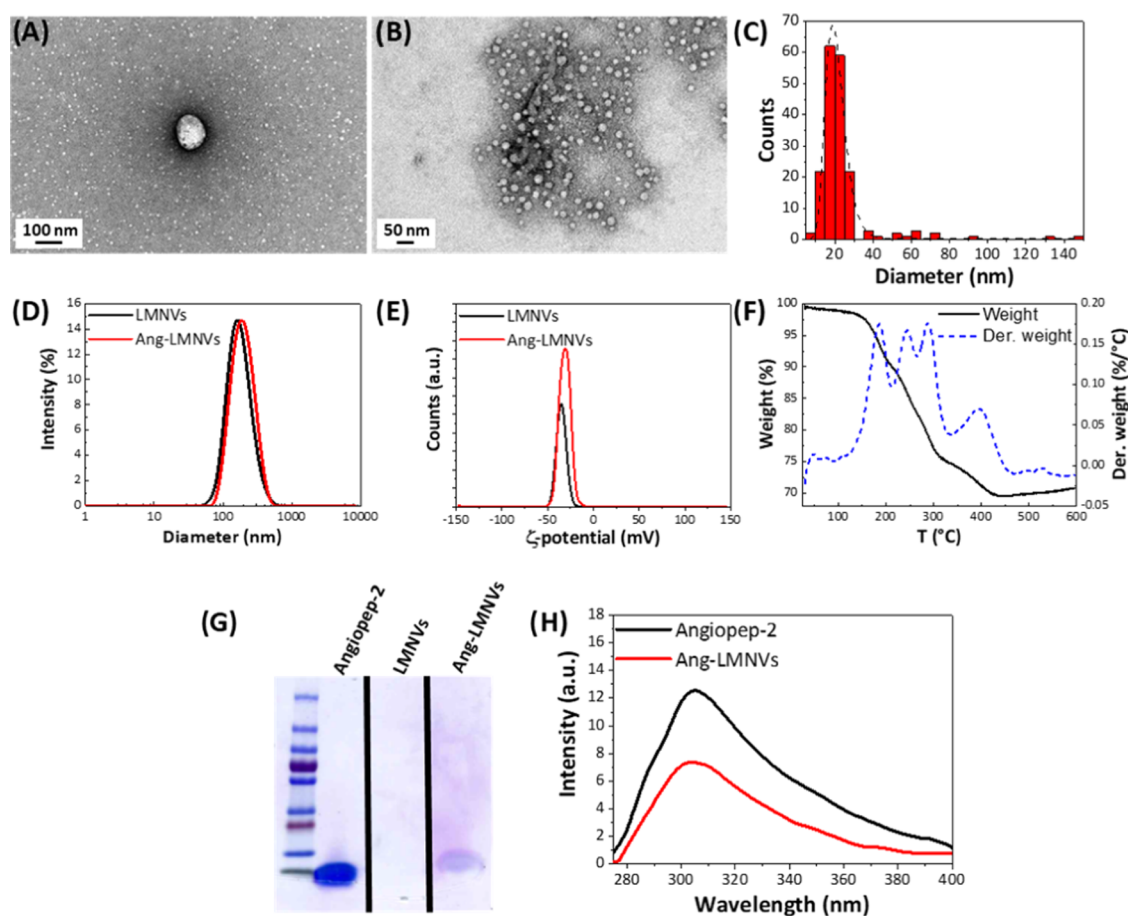 (A)
100 nm
(B)
50 nm
(C)
70
60
50
40
30
20
10
0
Counts
20 40 60 80 100 120 140
Diameter (nm)
(D)
LMNVs
Ang-LMNVs
16
14
12
10
8
6
4
2
0
Intensity (%)
1 10 100 1000 10000
Diameter (nm)
(E)
LMNVs
Ang-LMNVs
Counts (a.u.)
-150 -100 -50 0 50 100 150
ζ-potential (mV)
(F)
Weight
Der. weight
100
95
90
85
80
75
70
Weight (%)
0.20
0.15
0.10
0.05
0.00
-0.05
Der. weight (%/°C)
100 200 300 400 500 600
T (°C)
(G)
Angiopep-2
LMNVs
Ang-LMNVs
(H)
Angiopep-2
Ang-LMNVs
18
16
14
12
10
8
6
4
2
0
Intensity (a.u.)
280 300 320 340 360 380 400
Wavelength (nm)